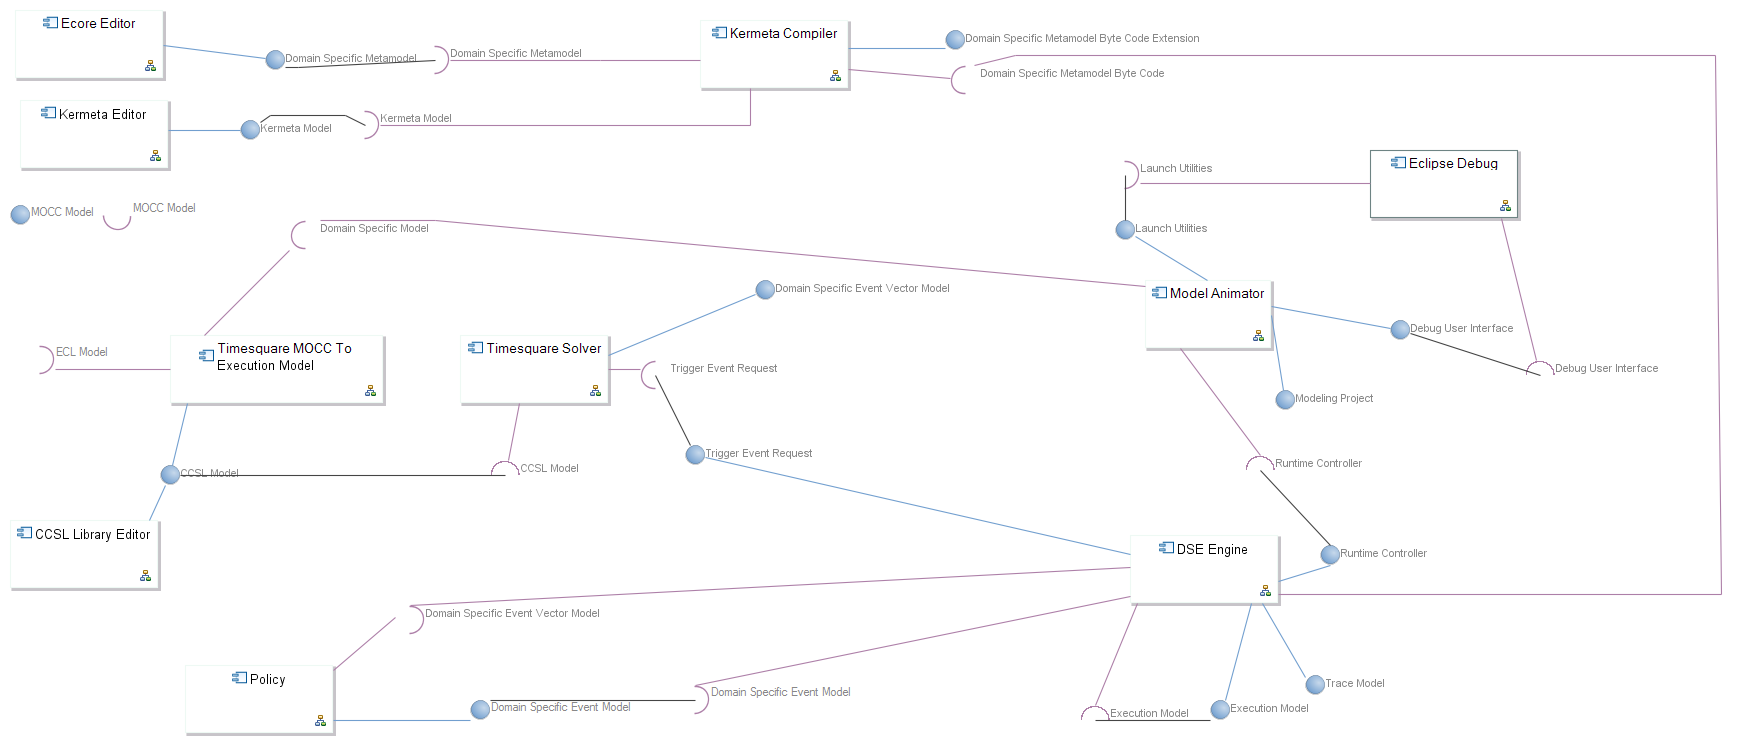 Ecore Editor
Domain Specific Metamodel
Domain Specific Metamodel
Kermeta Compiler
Domain Specific Metamodel Byte Code Extension
Domain Specific Metamodel Byte Code
Kermeta Editor
Kermeta Model
Kermeta Model
Eclipse Debug
Launch Utilities
Launch Utilities
MOCC Model
MOCC Model
Domain Specific Model
Domain Specific Event Vector Model
Model Animator
Debug User Interface
Debug User Interface
ECL Model
Timesquare MOCC To
Execution Model
Timesquare Solver
Trigger Event Request
Trigger Event Request
Modeling Project
CCSL Model
CCSL Model
Runtime Controller
Runtime Controller
CCSL Library Editor
DSE Engine
Domain Specific Event Vector Model
Policy
Domain Specific Event Model
Domain Specific Event Model
Trace Model
Execution Model
Execution Model